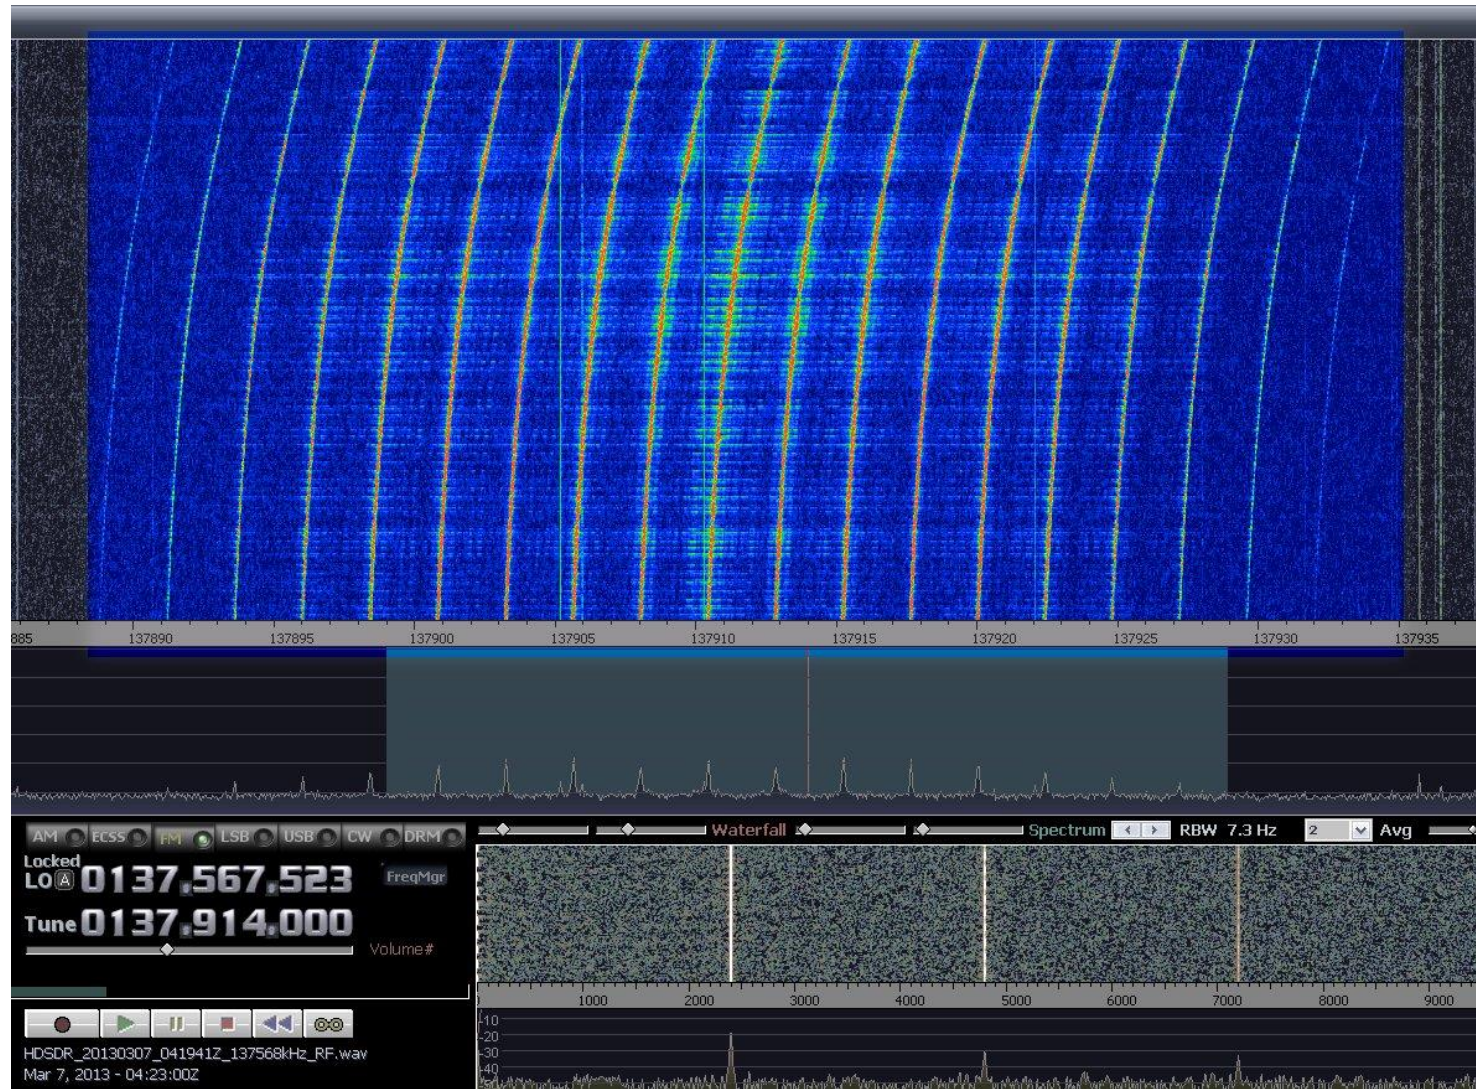 885 137890 137895 137900 137905 137910 137915 137920 137925 137930 137935
AM ECSS FM LSB USB CW DRM
Waterfall Spectrum RBW 7.3 Hz 2 Avg
Locked
LO A 0137.567.523 FreqMgr
Tune 0137.914.000
Volume#
1000 2000 3000 4000 5000 6000 7000 8000 9000
-10
-20
-30
-40
HDSDR_20130307_041941Z_137568kHz_RF.wav
Mar 7, 2013 - 04:23:00Z